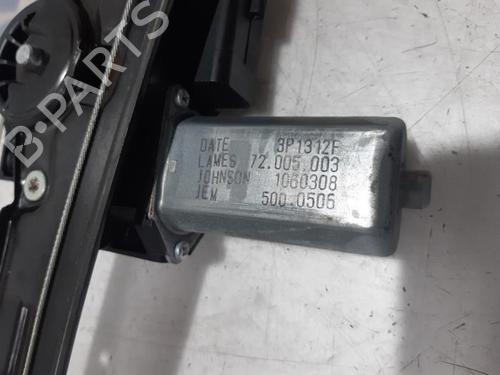 B-PARTS
DATE 3P1312F
LAMES 72.005 003
JOHNSON 1060308
JEM 500 0506